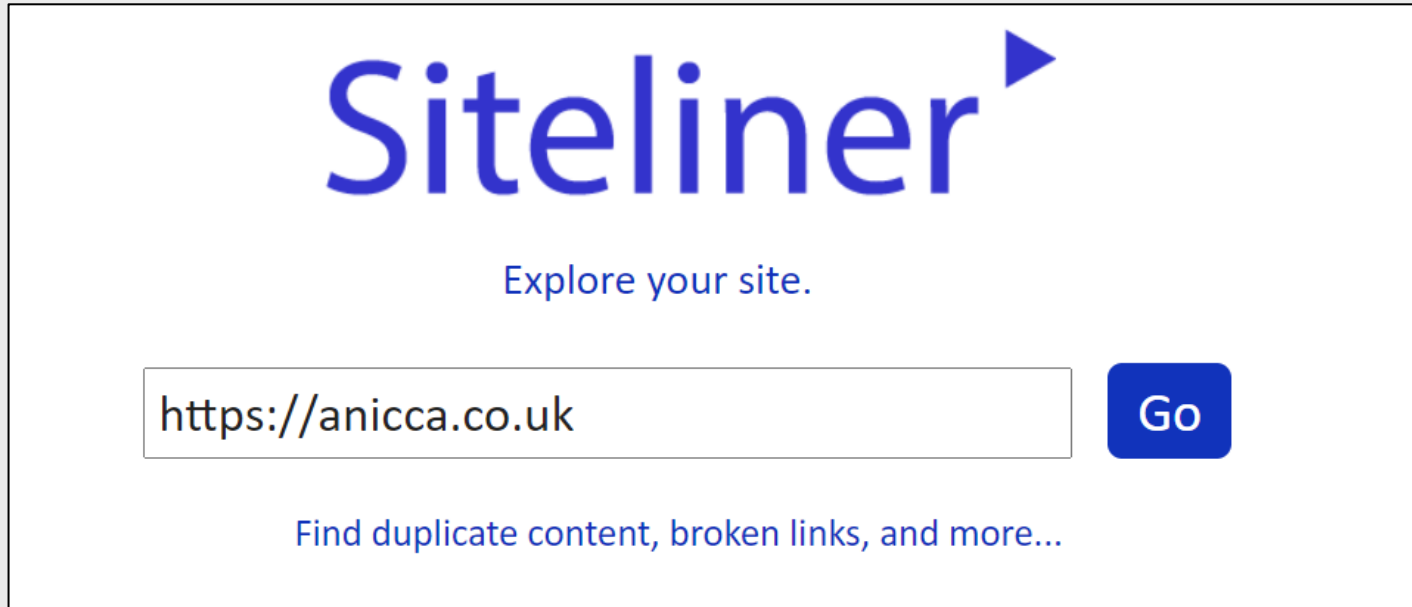 Siteliner
Explore your site.
https://anicca.co.uk
Go
Find duplicate content, broken links, and more...